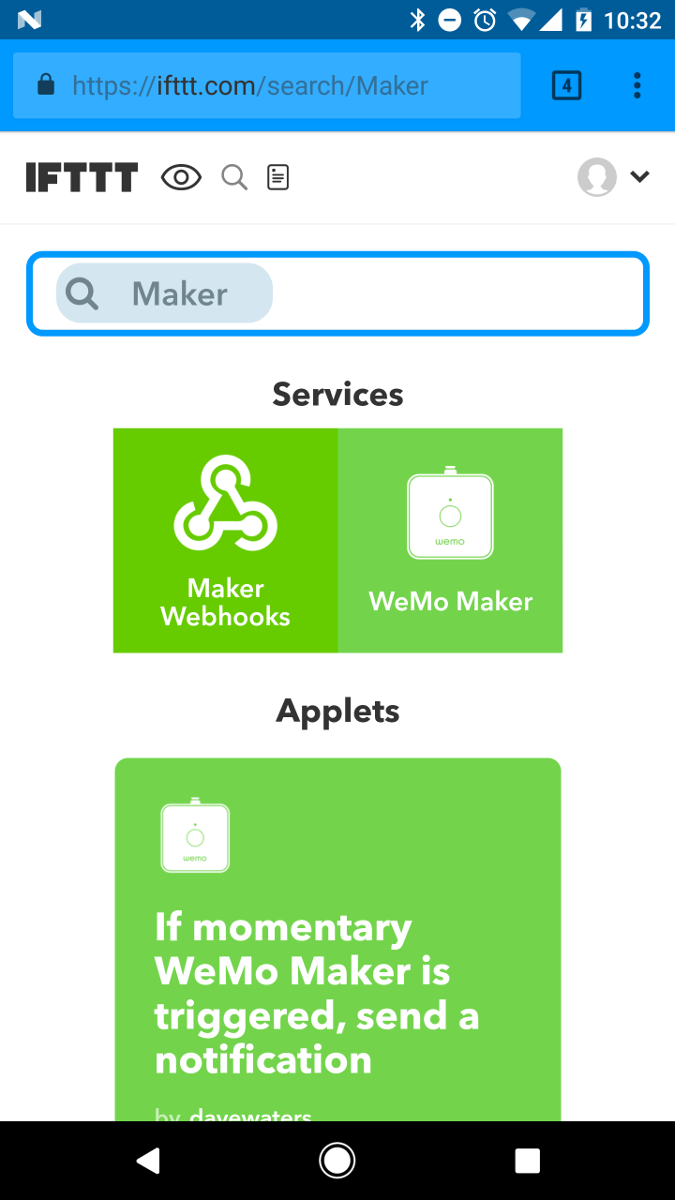 10:32
https://ifttt.com/search/Maker
4
IFTTT
Maker
Services
Maker
Webhooks
wemo
WeMo Maker
Applets
wemo
If momentary
WeMo Maker is
triggered, send a
notification
by davewaters